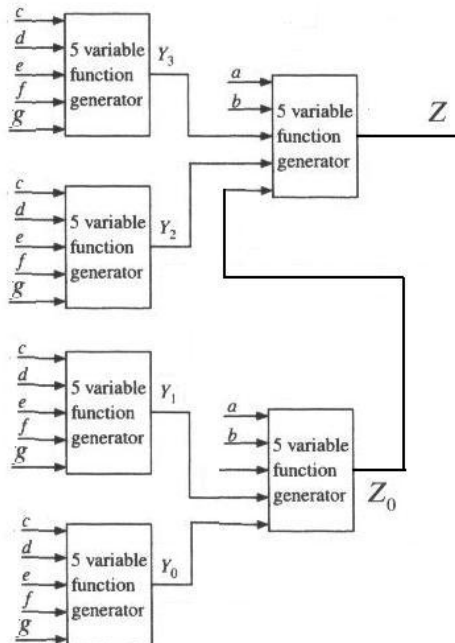 c
d
e
f
g
5 variable
function
generator
Y3
c
d
e
f
g
5 variable
function
generator
Y2
a
b
5 variable
function
generator
Z
c
d
e
f
g
5 variable
function
generator
Y1
c
d
e
f
g
5 variable
function
generator
Y0
a
b
5 variable
function
generator
Z0